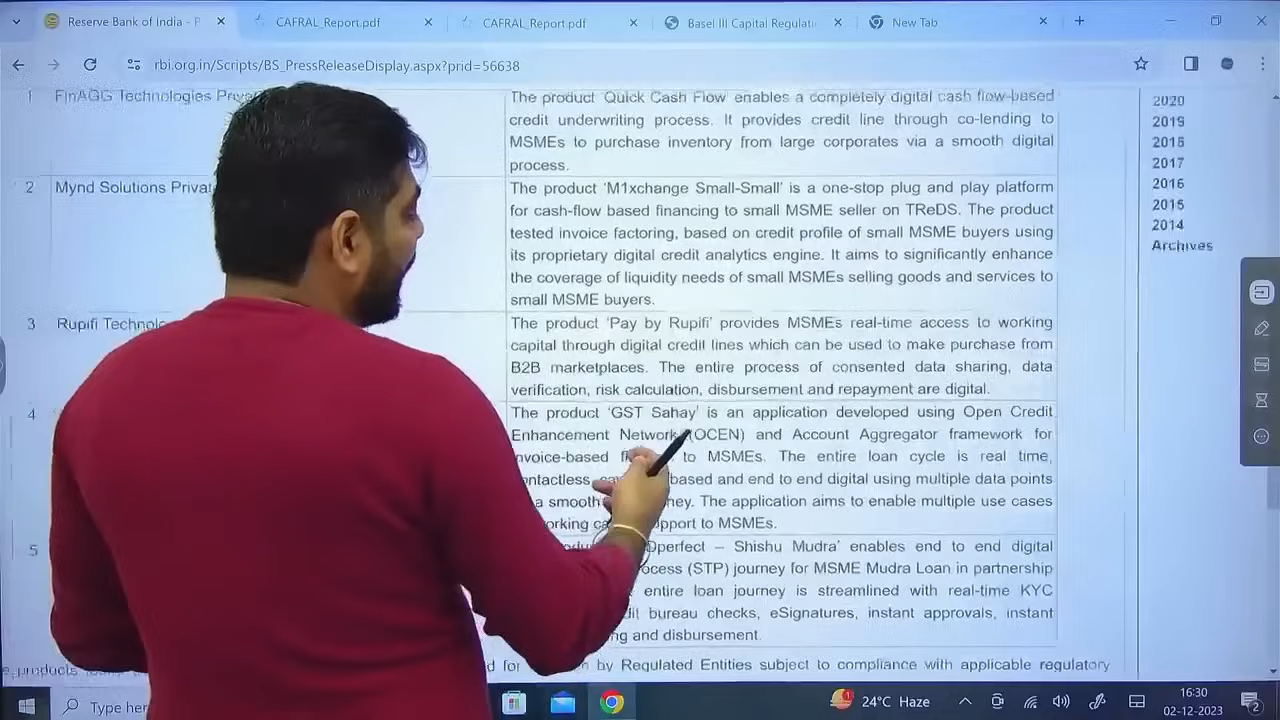 Reserve Bank of India - P
CAFRAL_Report.pdf
CAFRAL_Report.pdf
Basel III Capital Regulati
New Tab
rbi.org.in/Scripts/BS_PressReleaseDisplay.aspx?prid=56638
1 FinAGG Technologies
The product 'Quick Cash Flow' enables a completely digital cash flow-based
credit underwriting process. It provides credit line through co-lending to
MSMEs to purchase inventory from large corporates via a smooth digital
process.
2 Mynd Solutions
The product 'M1xchange Small-Small' is a one-stop plug and play platform
for cash-flow based financing to small MSME seller on TReDS. The product
tested invoice factoring, based on credit profile of small MSME buyers using
its proprietary digital credit analytics engine. It aims to significantly enhance
the coverage of liquidity needs of small MSMEs selling goods and services to
small MSME buyers.
3 Rupifi
The product 'Pay by Rupifi' provides MSMEs real-time access to working
capital through digital credit lines which can be used to make purchase from
B2B marketplaces. The entire process of consented data sharing, data
verification, risk calculation, disbursement and repayment are digital.
4
The product 'GST Sahay' is an application developed using Open Credit
Enhancement Network (OCEN) and Account Aggregator framework for
based to MSMEs. The entire loan cycle is real time,
based and end to end digital using multiple data points
a smooth The application aims to enable multiple use cases
to MSMEs.
5
– Shishu Mudra' enables end to end digital
(STP) journey for MSME Mudra Loan in partnership
entire loan journey is streamlined with real-time KYC
bureau checks, eSignatures, instant approvals, instant
and disbursement.
products
by Regulated Entities subject to compliance with applicable regulatory
2020
2019
2018
2017
2016
2015
2014
Archives
Type
1
24°C Haze
16:30
02-12-2023
2